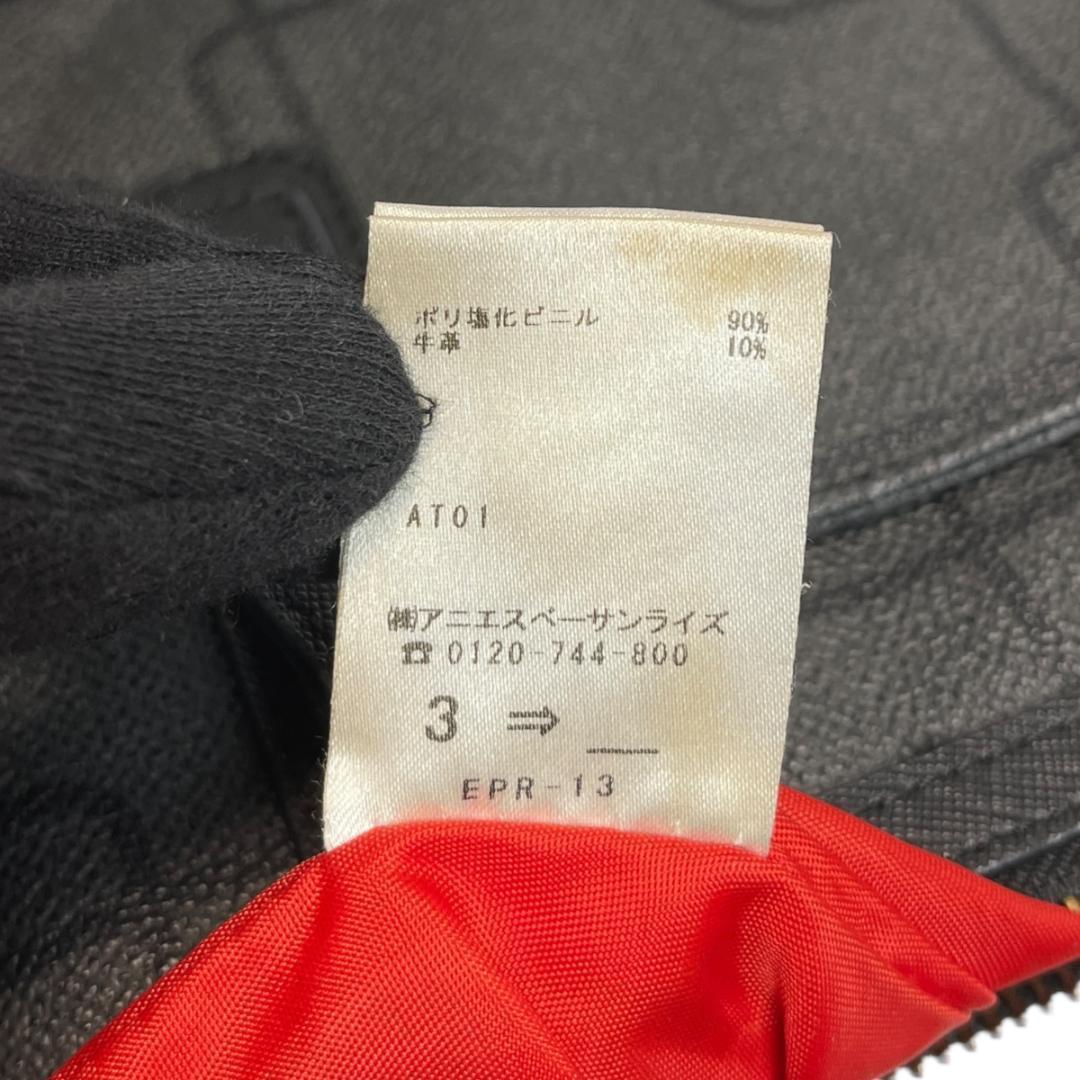 ポリ塩化ビニル 90%
牛革 10%
AT01
㈱アニエスベーサンライズ
☎0120-744-800
3 ⇒ __
EPR-13